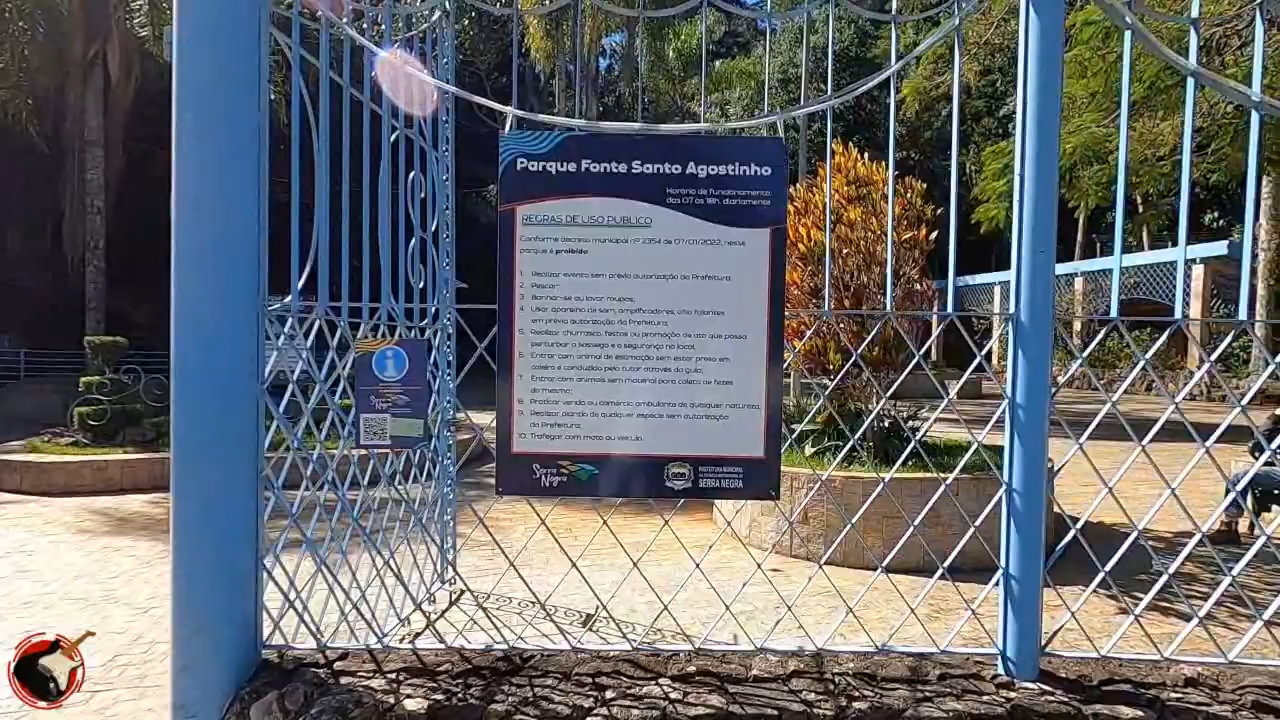 Parque Fonte Santo Agostinho
Horário de funcionamento:
das 07 às 18h, diariamente
REGRAS DE USO PÚBLICO
Conforme decreto municipal nº 2354 de 07/01/2022, nesse
parque é proibido:
1. Realizar evento sem prévia autorização da Prefeitura;
2. Pescar;
3. Banhar-se ou lavar roupas;
4. Usar aparelho de som, amplificadores, alto falantes
em prévia autorização da Prefeitura;
5. Realizar churrasco, festas ou promoção de ato que possa
perturbar o sossego e a segurança no local;
6. Entrar com animal de estimação sem estar preso em
coleira e conduzido pelo tutor através da guia;
7. Entrar com animais sem material para coleta de fezes
do mesmo;
8. Praticar venda ou comércio ambulante de qualquer natureza;
9. Realizar plantio de qualquer espécie sem autorização
da Prefeitura;
10. Trafegar com moto ou veículo.
Serra
Negra
PREFEITURA MUNICIPAL
SERRA NEGRA
i
Serra
Negra